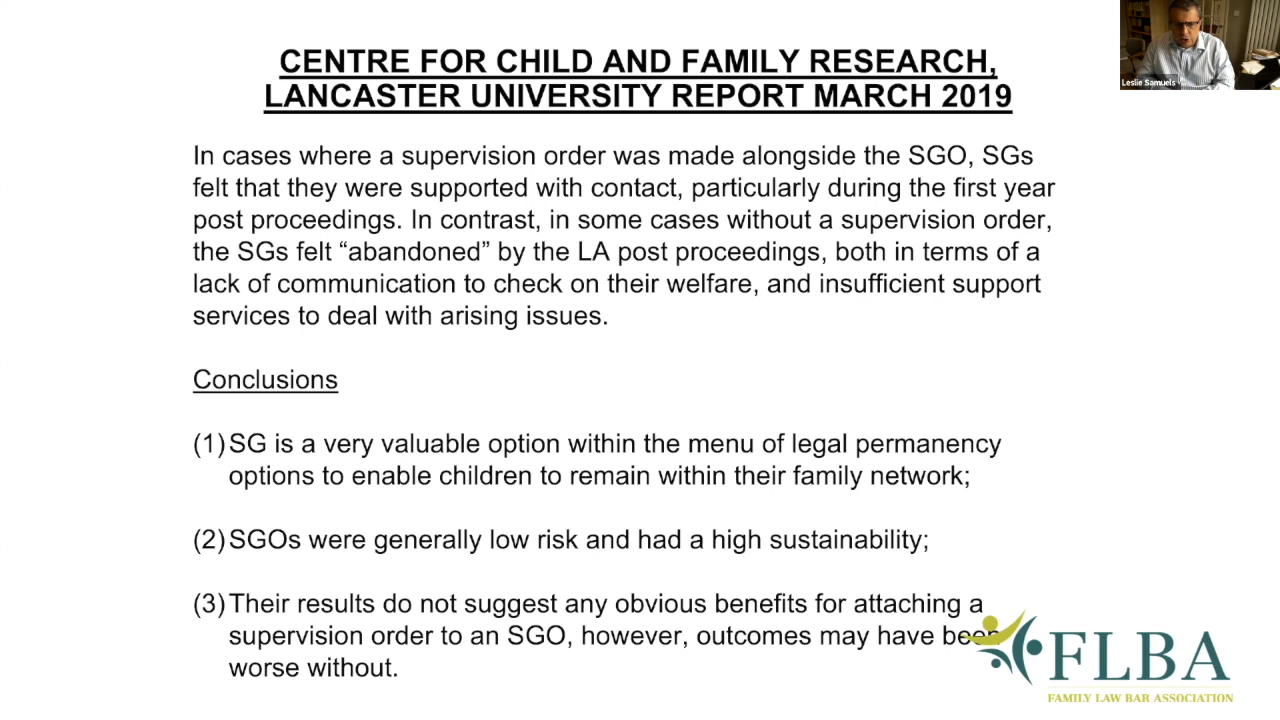 CENTRE FOR CHILD AND FAMILY RESEARCH,
LANCASTER UNIVERSITY REPORT MARCH 2019
Leslie Samuels
In cases where a supervision order was made alongside the SGO, SGs
felt that they were supported with contact, particularly during the first year
post proceedings. In contrast, in some cases without a supervision order,
the SGs felt “abandoned” by the LA post proceedings, both in terms of a
lack of communication to check on their welfare, and insufficient support
services to deal with arising issues.
Conclusions
(1) SG is a very valuable option within the menu of legal permanency
options to enable children to remain within their family network;
(2) SGOs were generally low risk and had a high sustainability;
(3) Their results do not suggest any obvious benefits for attaching a
supervision order to an SGO, however, outcomes may have been
worse without.
FLBA
FAMILY LAW BAR ASSOCIATION